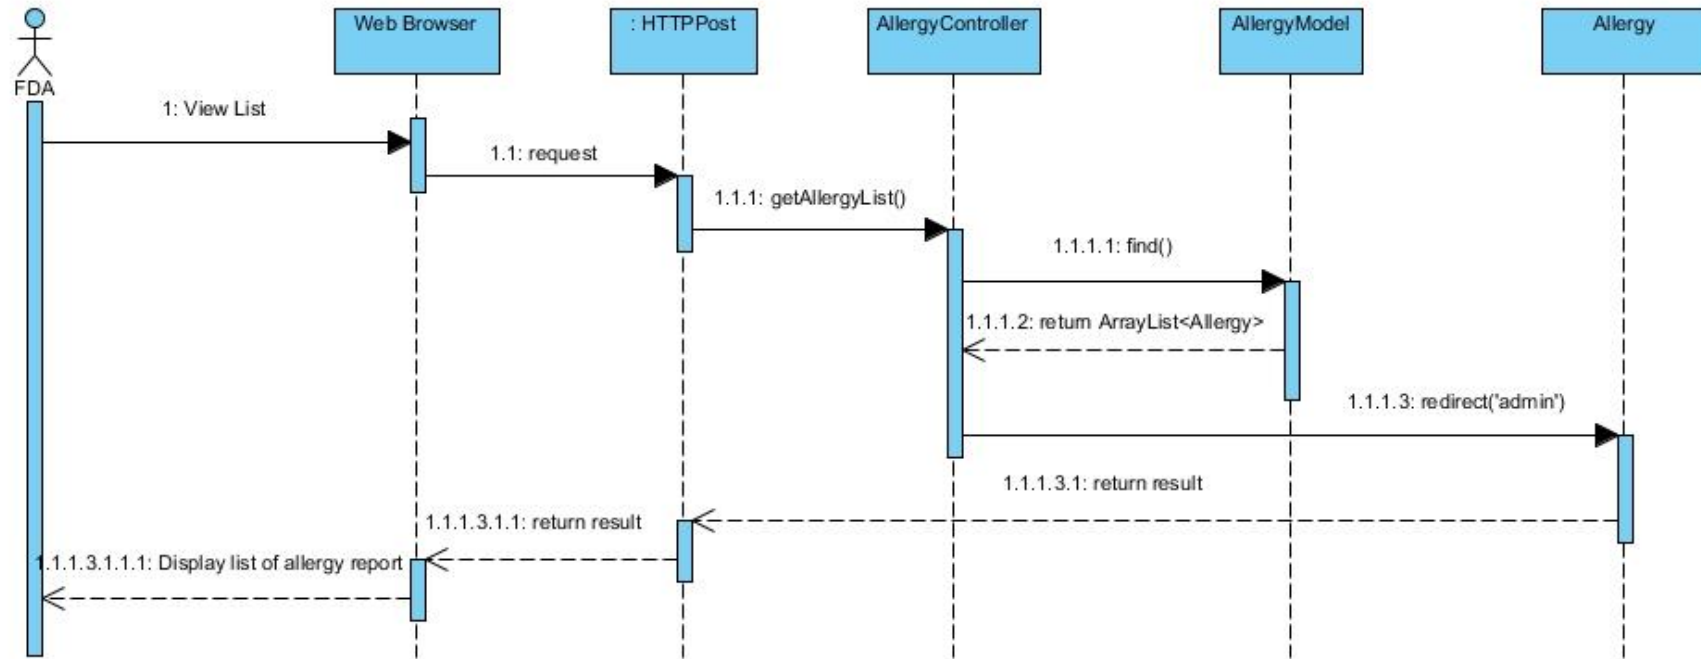 Web Browser
: HTTPPost
AllergyController
AllergyModel
Allergy
FDA
1: View List
1.1: request
1.1.1: getAllergyList()
1.1.1.1: find()
1.1.1.2: return ArrayList<Allergy>
1.1.1.3: redirect('admin')
1.1.1.3.1: return result
1.1.1.3.1.1: return result
1.1.1.3.1.1.1: Display list of allergy report